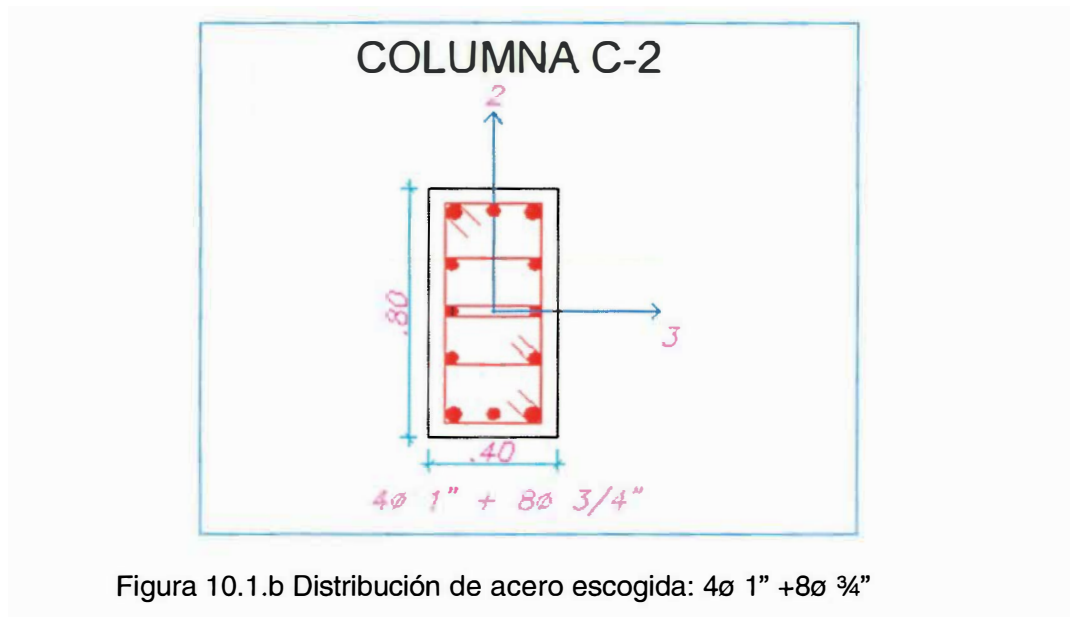 COLUMNA C-2
2
.80
3
.40
4ø 1" + 8ø 3/4"
Figura 10.1.b Distribución de acero escogida: 4ø 1” +8ø ¾”